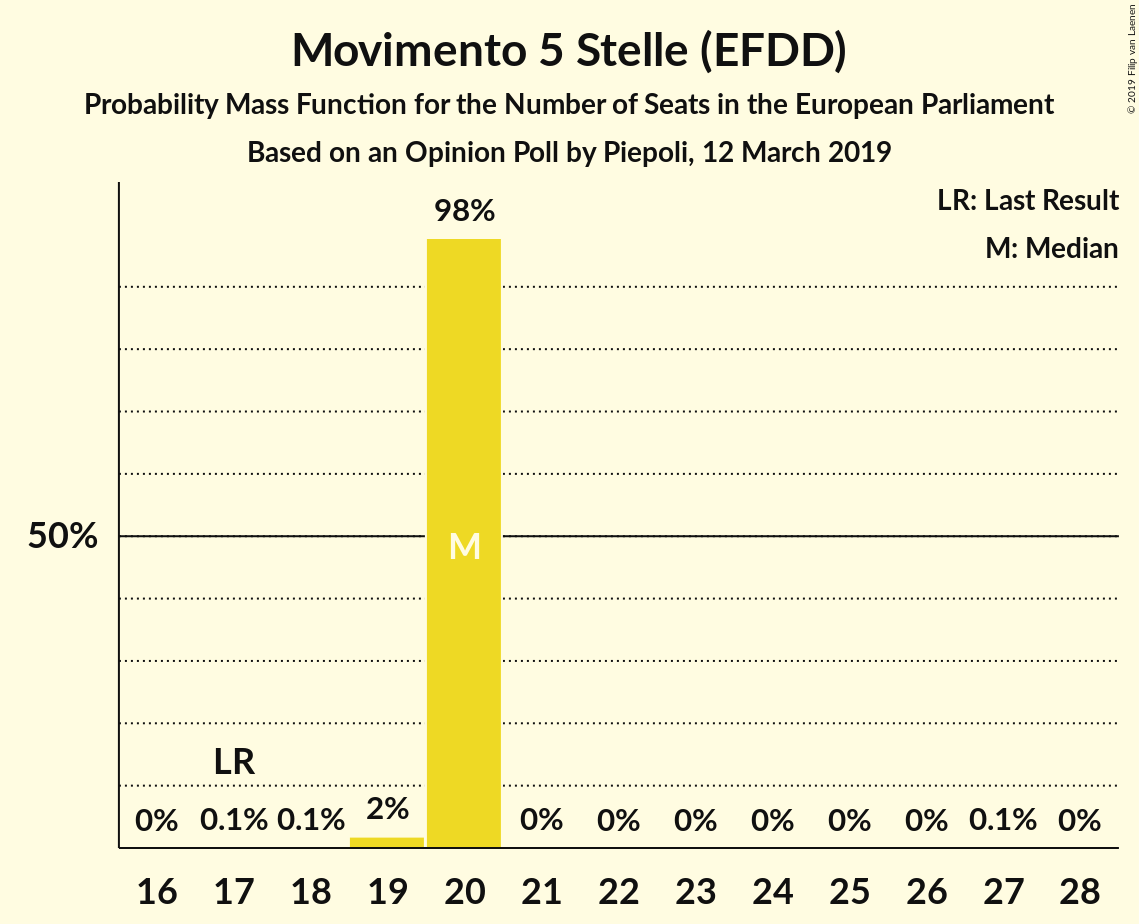 Movimento 5 Stelle (EFDD)
Probability Mass Function for the Number of Seats in the European Parliament
Based on an Opinion Poll by Piepoli, 12 March 2019
© 2019 Filip van Laenen
LR: Last Result
M: Median
98%
50%
M
LR
0% 0.1% 0.1% 2% 0% 0% 0% 0% 0% 0% 0.1% 0%
16 17 18 19 20 21 22 23 24 25 26 27 28